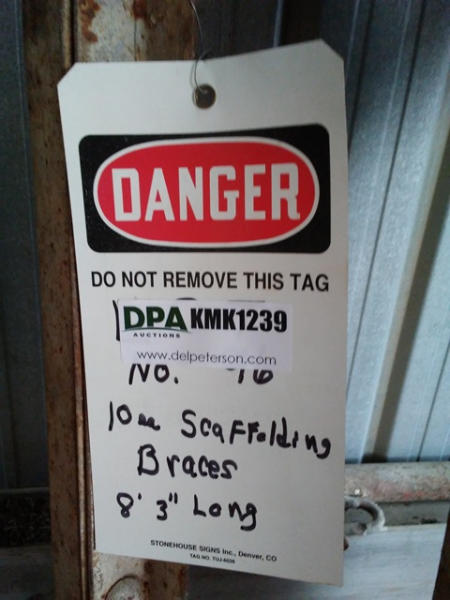 DANGER
DO NOT REMOVE THIS TAG
DPA KMK1239
AUCTIONS
www.delpeterson.com
No. 16
10 ea Scaffolding
Braces
8' 3" Long
STONEHOUSE SIGNS Inc., Denver, CO